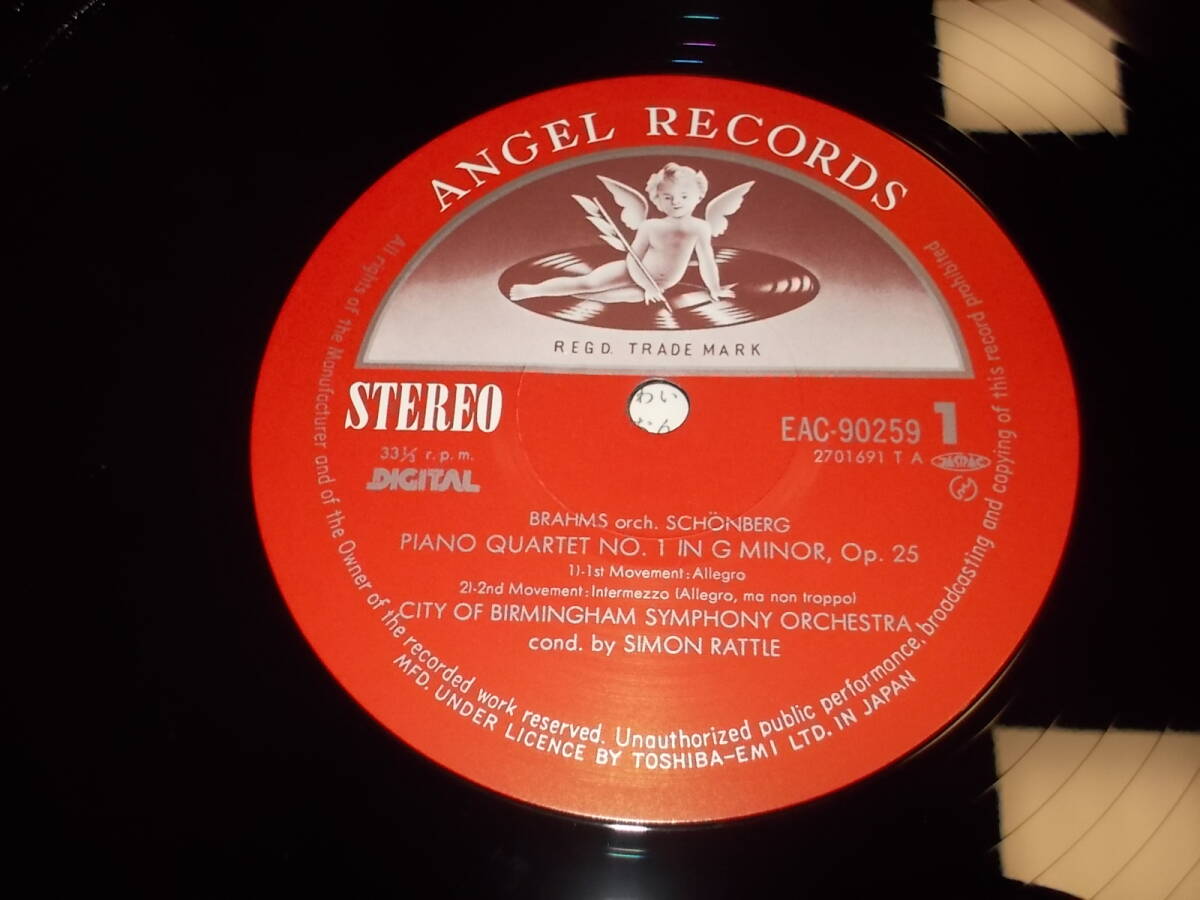 ANGEL RECORDS
REGD. TRADE MARK
STEREO
33⅓ r.p.m.
DIGITAL
わい
EAC-90259 1
2701691 T A
BRAHMS orch. SCHÖNBERG
PIANO QUARTET NO. 1 IN G MINOR, Op. 25
1)-1st Movement: Allegro
2)-2nd Movement: Intermezzo (Allegro, ma non troppo)
CITY OF BIRMINGHAM SYMPHONY ORCHESTRA
cond. by SIMON RATTLE
All rights of the Manufacturer and of the Owner of the recorded work reserved. Unauthorized public performance, broadcasting and copying of this record prohibited
MFD. UNDER LICENCE BY TOSHIBA-EMI LTD. IN JAPAN